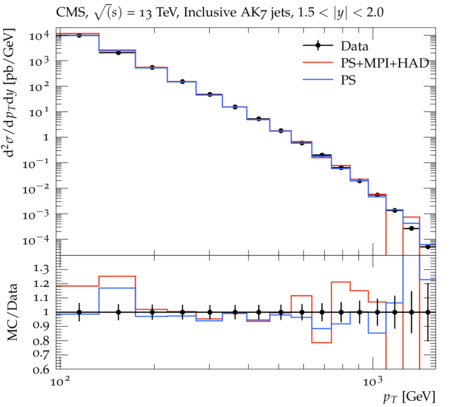 CMS, √(s) = 13 TeV, Inclusive AK7 jets, 1.5 < |y| < 2.0
d²σ/dp_T dy [pb/GeV]
10⁴
10³
10²
10¹
1
10⁻¹
10⁻²
10⁻³
10⁻⁴
Data
PS+MPI+HAD
PS
MC/Data
1.3
1.2
1.1
1
0.9
0.8
0.7
0.6
10²
10³
p_T [GeV]